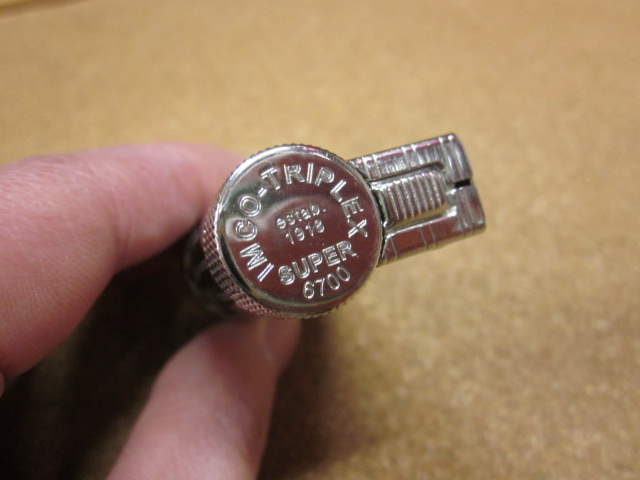 IMCO-TRIPLEX
estab.
1918
SUPER
6700